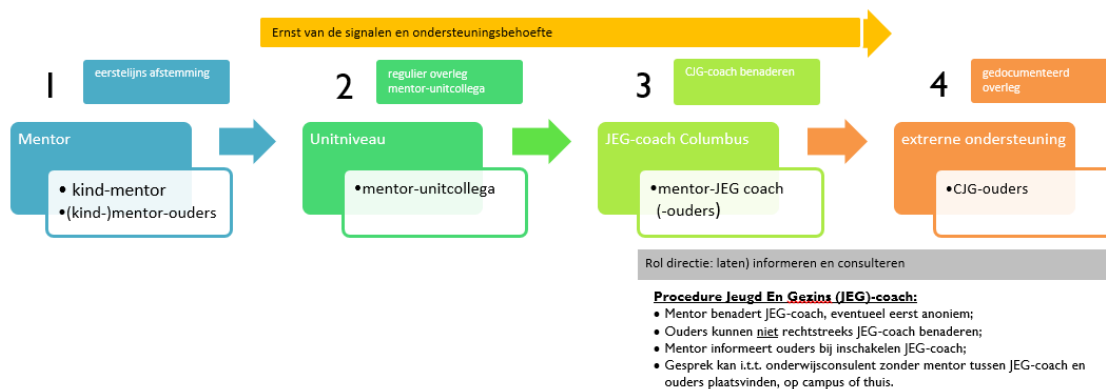 Ernst van de signalen en ondersteuningsbehoefte
1
eerstelijns afstemming
2
regulier overleg
mentor-unitcollega
3
CJG-coach benaderen
4
gedocumenteerd
overleg
Mentor
• kind-mentor
•(kind-)mentor-ouders
Unitniveau
•mentor-unitcollega
JEG-coach Columbus
•mentor-JEG coach
(-ouders)
extrerne ondersteuning
•CJG-ouders
Rol directie: laten) informeren en consulteren
Procedure Jeugd En Gezins (JEG)-coach:
• Mentor benadert JEG-coach, eventueel eerst anoniem;
• Ouders kunnen niet rechtstreeks JEG-coach benaderen;
• Mentor informeert ouders bij inschakelen JEG-coach;
• Gesprek kan i.t.t. onderwijsconsulent zonder mentor tussen JEG-coach en
ouders plaatsvinden, op campus of thuis.